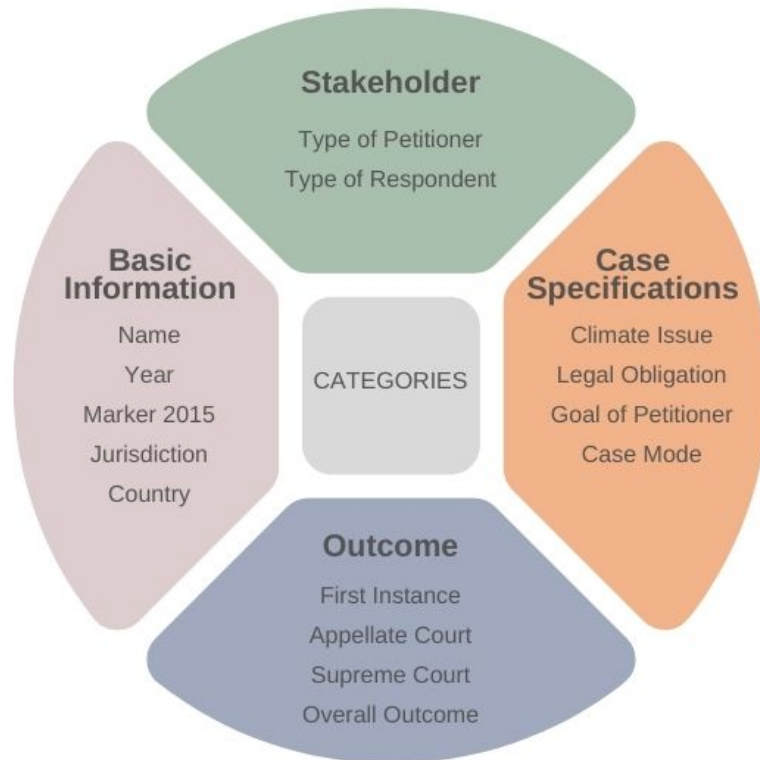 Stakeholder
Type of Petitioner
Type of Respondent
Basic
Information
Name
Year
Marker 2015
Jurisdiction
Country
CATEGORIES
Case
Specifications
Climate Issue
Legal Obligation
Goal of Petitioner
Case Mode
Outcome
First Instance
Appellate Court
Supreme Court
Overall Outcome